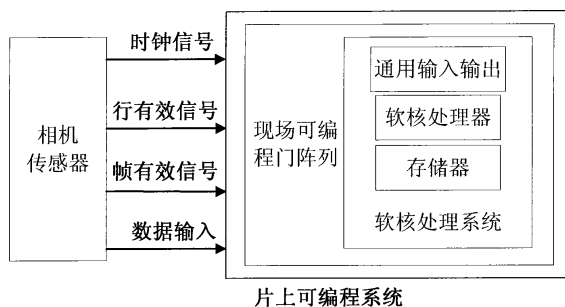 相机
传感器
时钟信号
行有效信号
帧有效信号
数据输入
现场可编
程门阵列
通用输入输出
软核处理器
存储器
软核处理系统
片上可编程系统